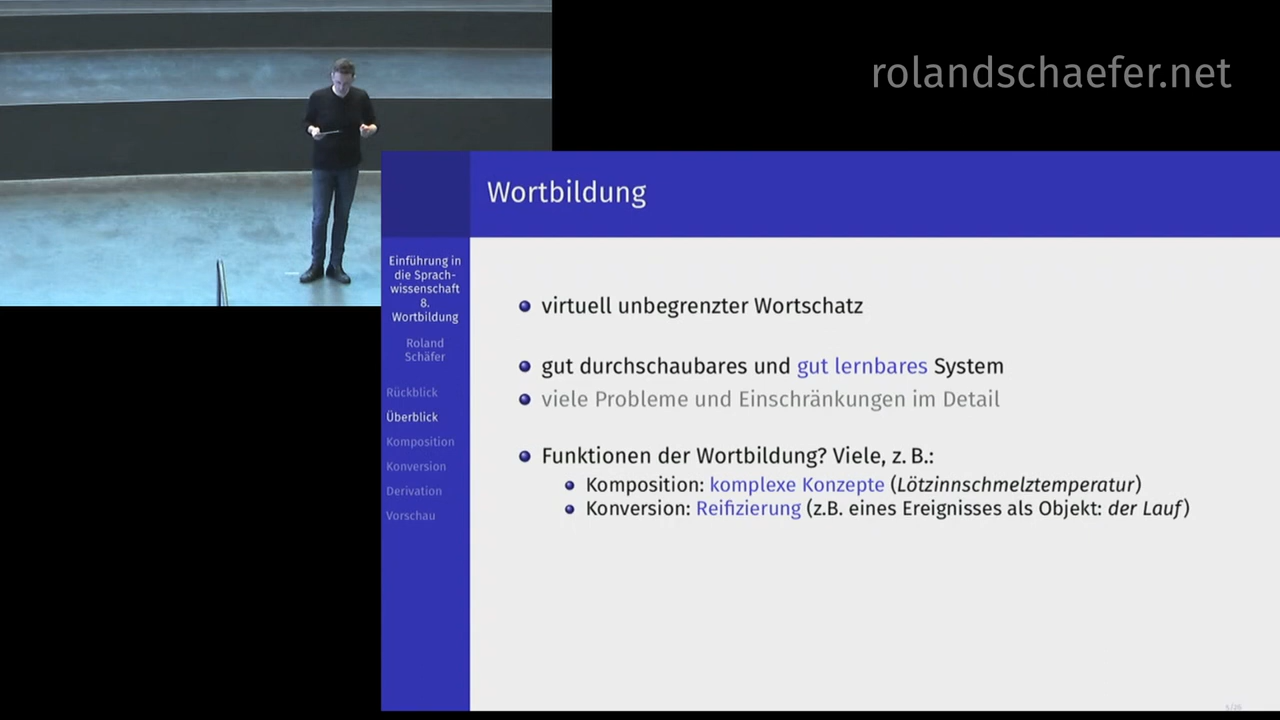 rolandschaefer.net
Wortbildung
Einführung in
die Sprach-
wissenschaft
8.
Wortbildung
Roland
Schäfer
Rückblick
Überblick
Komposition
Konversion
Derivation
Vorschau
virtuell unbegrenzter Wortschatz
gut durchschaubares und gut lernbares System
viele Probleme und Einschränkungen im Detail
Funktionen der Wortbildung? Viele, z. B.:
Komposition: komplexe Konzepte (Lötzinnschmelztemperatur)
Konversion: Reifizierung (z.B. eines Ereignisses als Objekt: der Lauf)